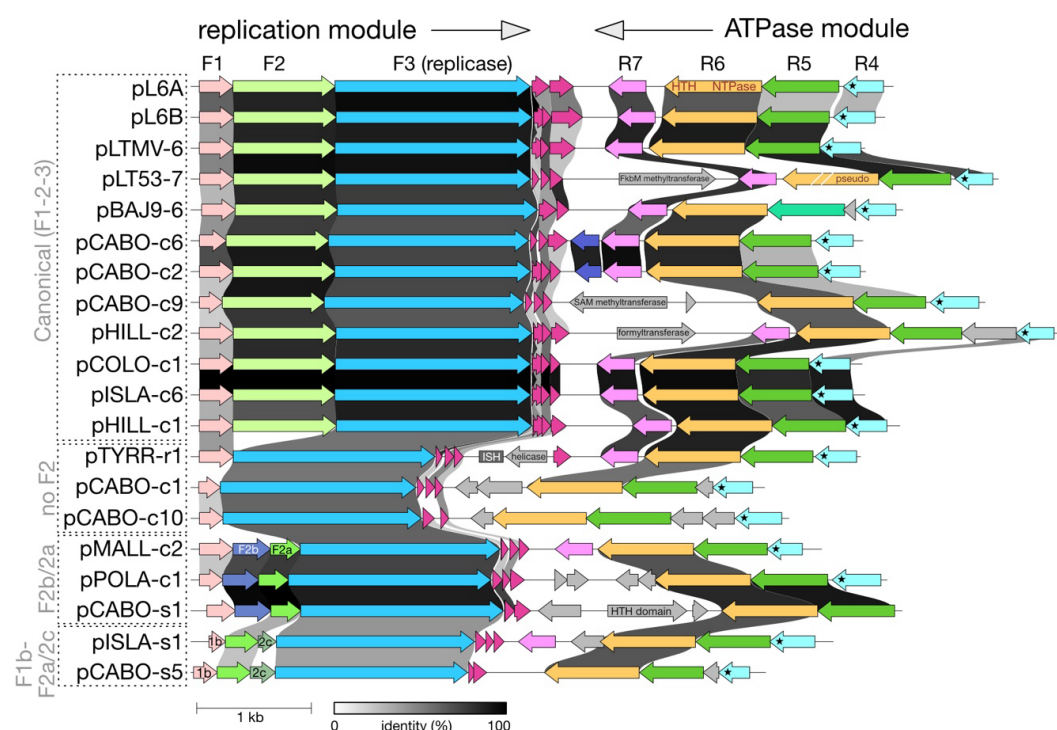 replication module
ATPase module
F1 F2 F3 (replicase) R7 R6 R5 R4
Canonical (F1-2-3)
pL6A HTH NTPase
pL6B
pLTMV-6
pLT53-7 FkbM methyltransferase pseudo
pBAJ9-6
pCABO-c6
pCABO-c2
pCABO-c9 SAM methyltransferase
pHILL-c2 formyltransferase
pCOLO-c1
pISLA-c6
pHILL-c1
no F2
pTYRR-r1 ISH helicase
pCABO-c1
pCABO-c10
F2b/2a
pMALL-c2 F2b F2a
pPOLA-c1
pCABO-s1 HTH domain
F1b-
F2a/2c
pISLA-s1 1b 2c
pCABO-s5 1b 2c
1 kb
0 identity (%) 100